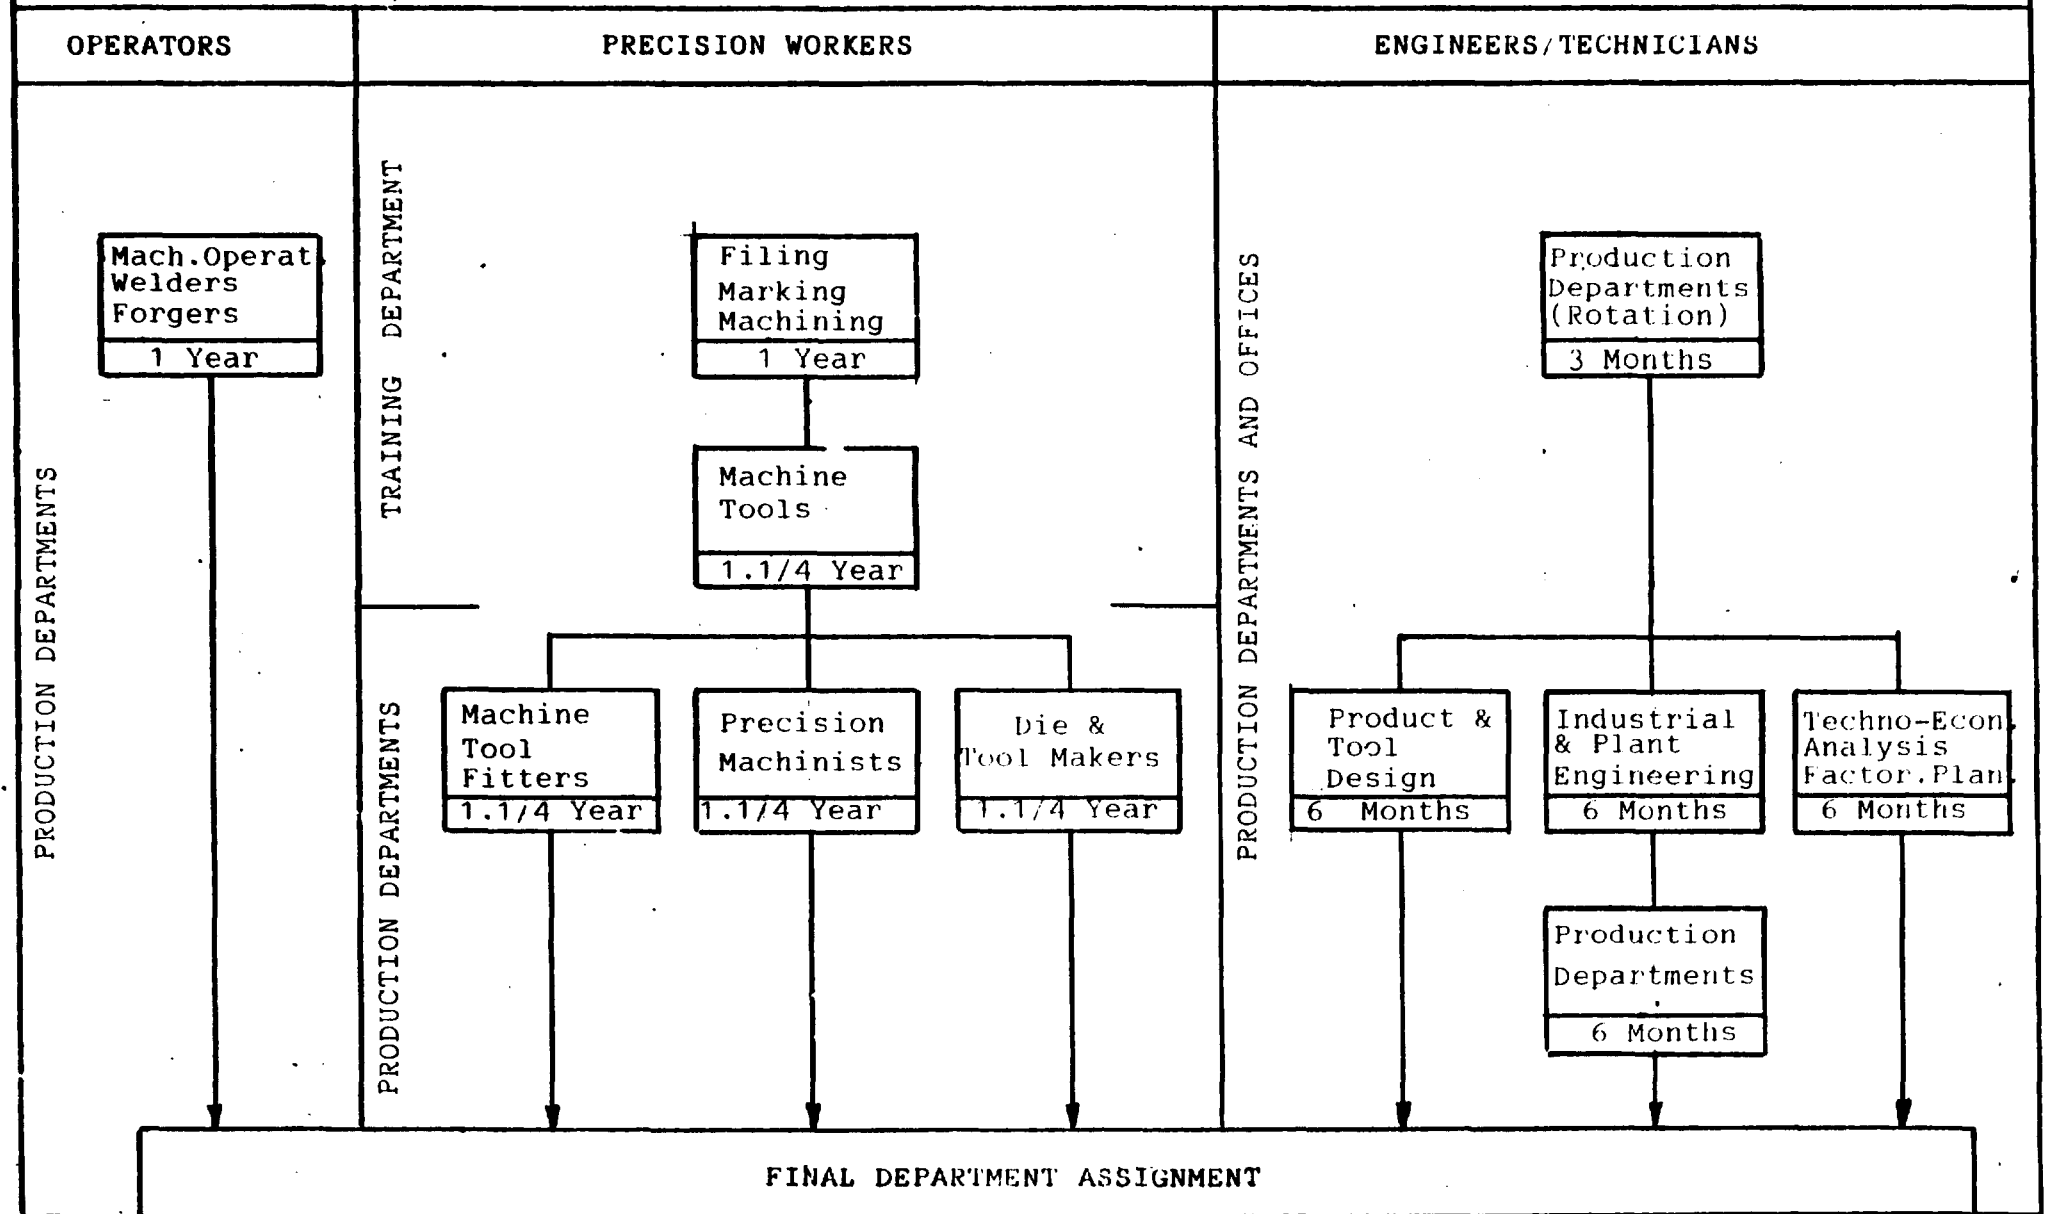 OPERATORS
PRECISION WORKERS
ENGINEERS/TECHNICIANS
PRODUCTION DEPARTMENTS
Mach.Operat.
Welders
Forgers
1 Year
TRAINING DEPARTMENT
PRODUCTION DEPARTMENTS
Filing
Marking
Machining
1 Year
Machine
Tools
1.1/4 Year
Machine
Tool
Fitters
1.1/4 Year
Precision
Machinists
1.1/4 Year
Die &
Tool Makers
1.1/4 Year
PRODUCTION DEPARTMENTS AND OFFICES
Production
Departments
(Rotation)
3 Months
Product &
Tool
Design
6 Months
Industrial
& Plant
Engineering
6 Months
Techno-Econ.
Analysis
Factor.Plan.
6 Months
Production
Departments
6 Months
FINAL DEPARTMENT ASSIGNMENT